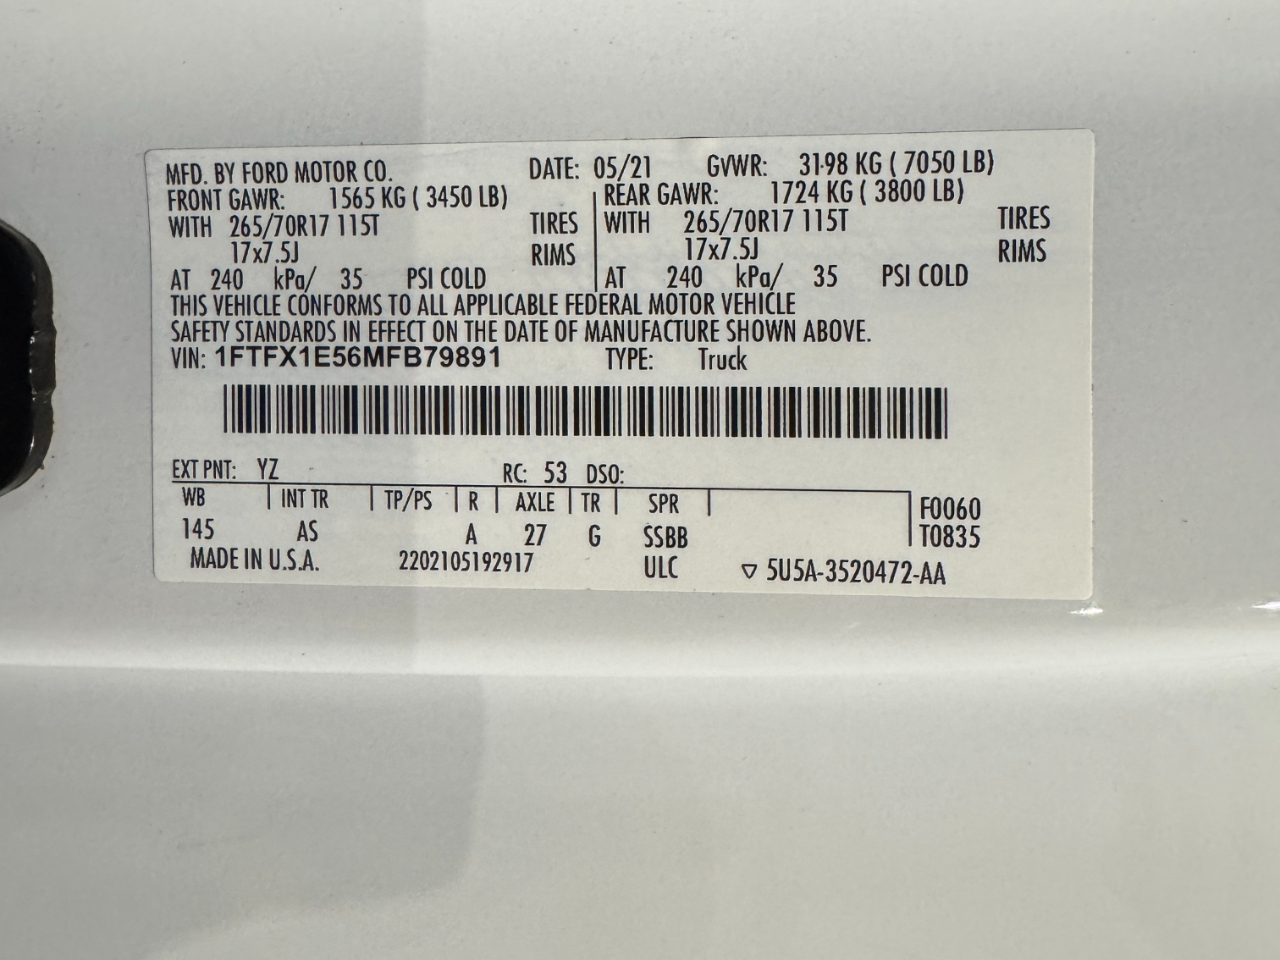 MFD. BY FORD MOTOR CO. DATE: 05/21 GVWR: 3198 KG ( 7050 LB)
FRONT GAWR: 1565 KG ( 3450 LB) REAR GAWR: 1724 KG ( 3800 LB)
WITH 265/70R17 115T TIRES WITH 265/70R17 115T TIRES
17x7.5J RIMS 17x7.5J RIMS
AT 240 kPa/ 35 PSI COLD AT 240 kPa/ 35 PSI COLD
THIS VEHICLE CONFORMS TO ALL APPLICABLE FEDERAL MOTOR VEHICLE
SAFETY STANDARDS IN EFFECT ON THE DATE OF MANUFACTURE SHOWN ABOVE.
VIN: 1FTFX1E56MFB79891 TYPE: Truck
EXT PNT: YZ RC: 53 DSO:
WB INT TR TP/PS R AXLE TR SPR F0060
145 AS A 27 G SSBB T0835
MADE IN U.S.A. 2202105192917 ULC ▽ 5U5A-3520472-AA